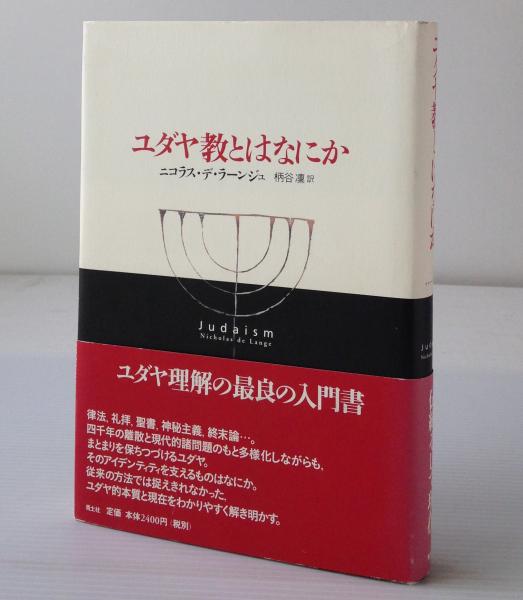 ユダヤ教とはなにか
ニコラス・デ・ラーンジュ 柄谷凜訳
Judaism
Nicholas de Lange
ユダヤ理解の最良の入門書
律法, 礼拝, 聖書, 神秘主義, 終末論…。
四千年の離散と現代的諸問題のもと多様化しながらも,
まとまりを保ちつづけるユダヤ。
そのアイデンティティを支えるものはなにか。
従来の方法では捉えきれなかった,
ユダヤ的本質と現在をわかりやすく解き明かす。
青土社 定価 本体2400円(税別)